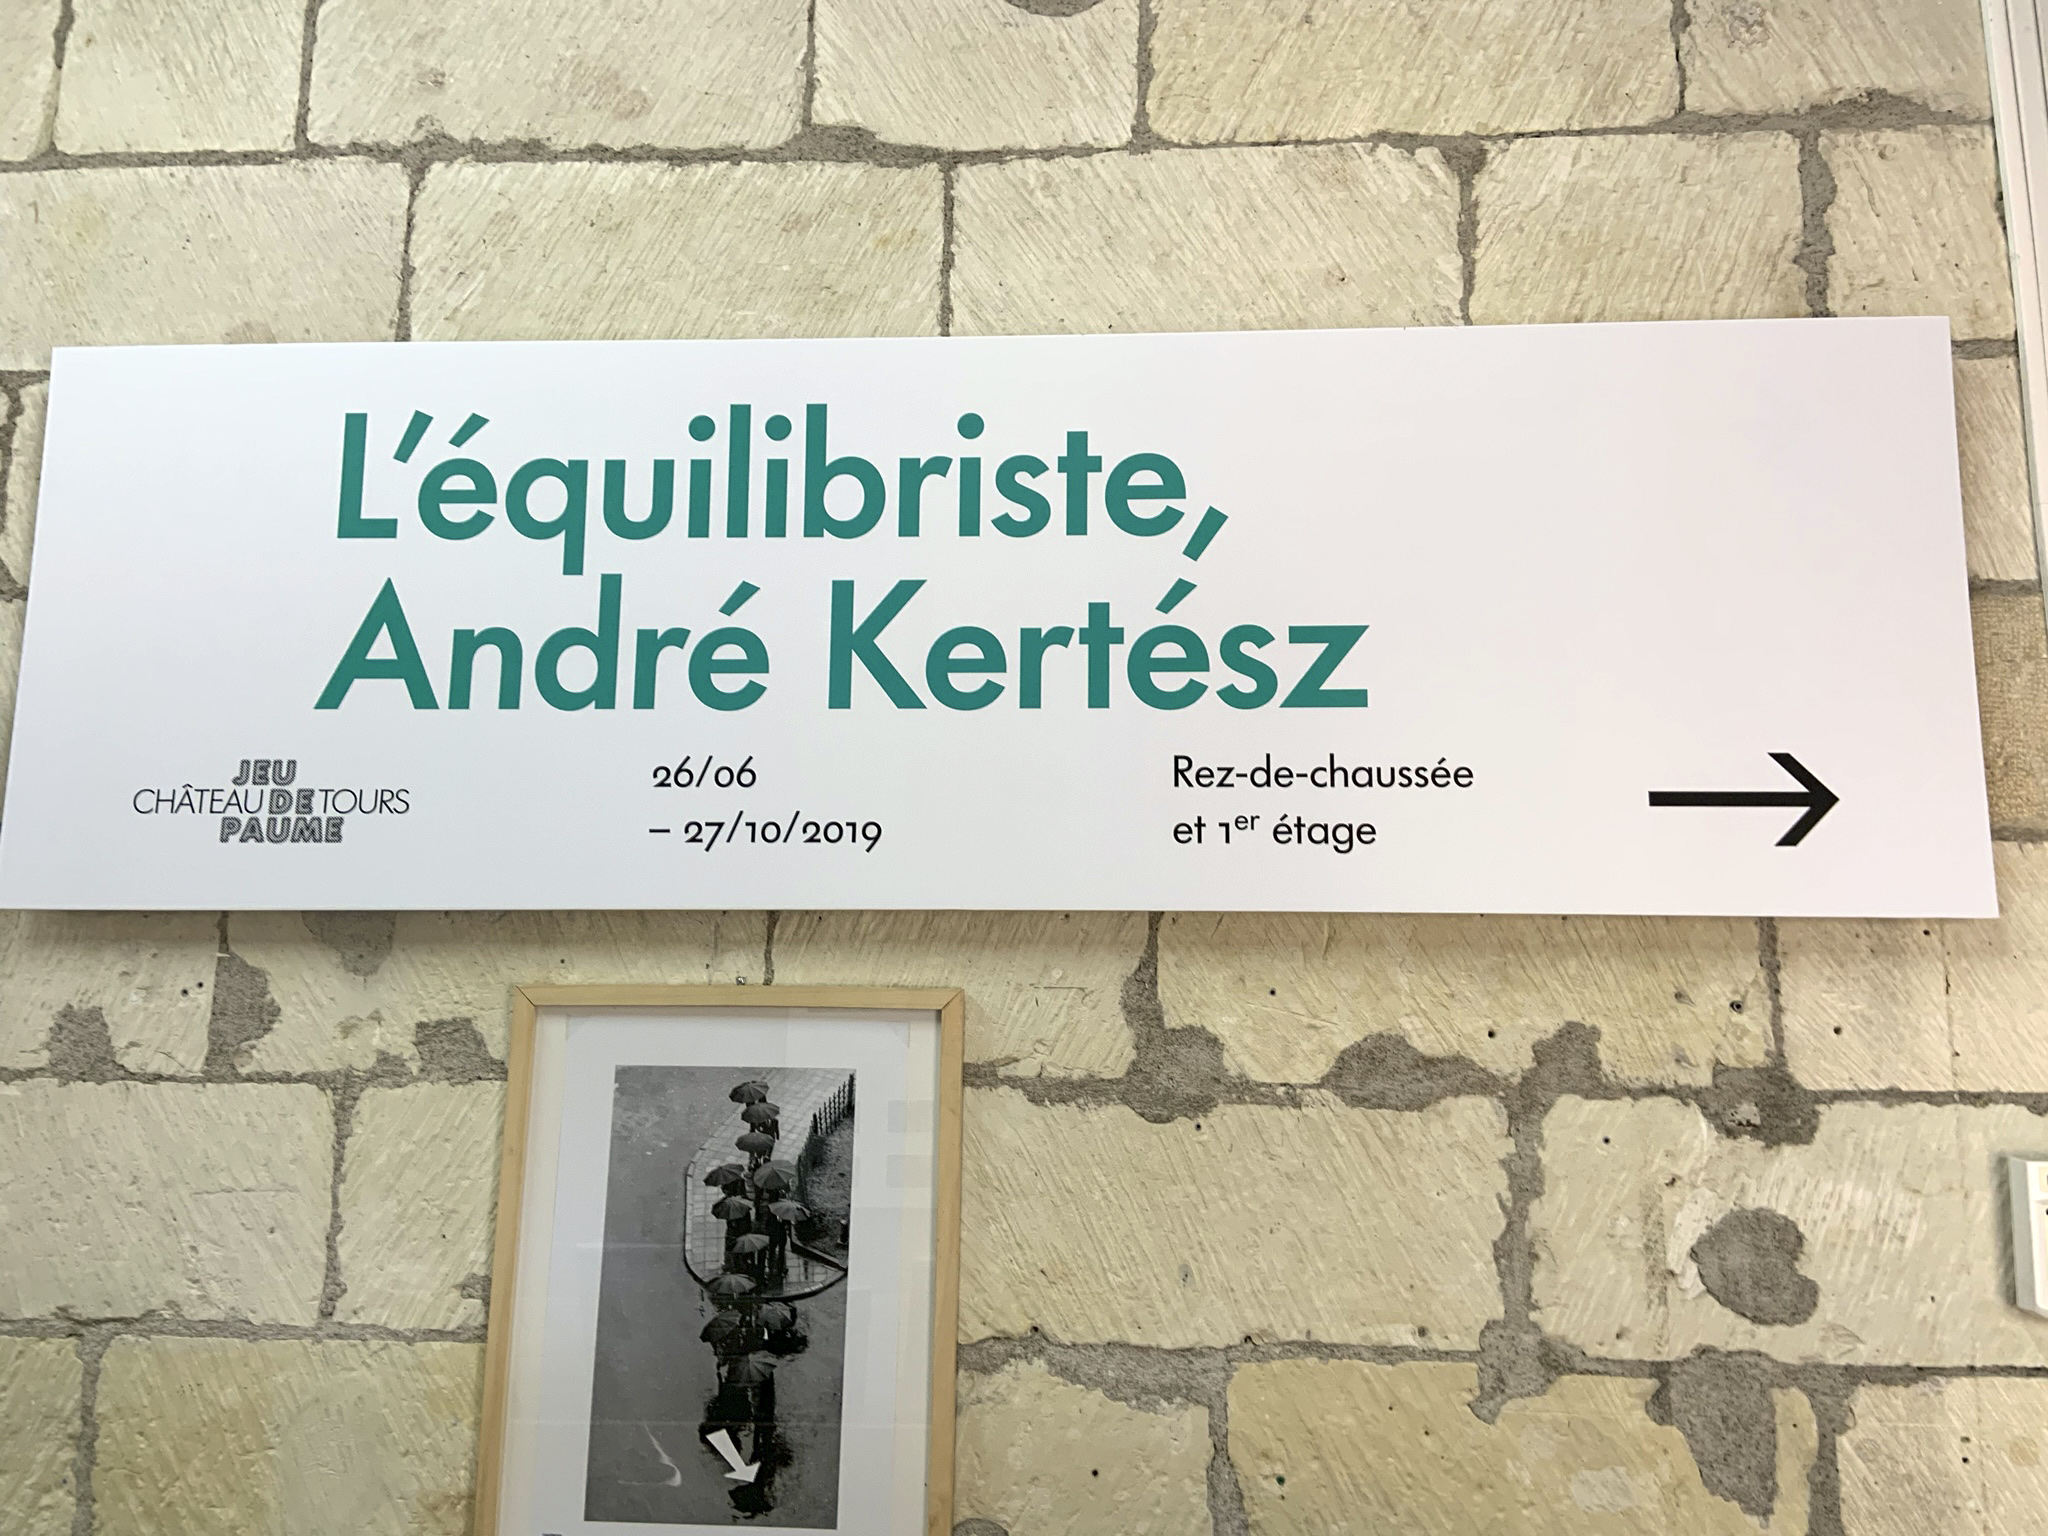 L'équilibriste,
André Kertész
JEU
CHÂTEAU DE TOURS
PAUME
26/06
– 27/10/2019
Rez-de-chaussée
et 1er étage